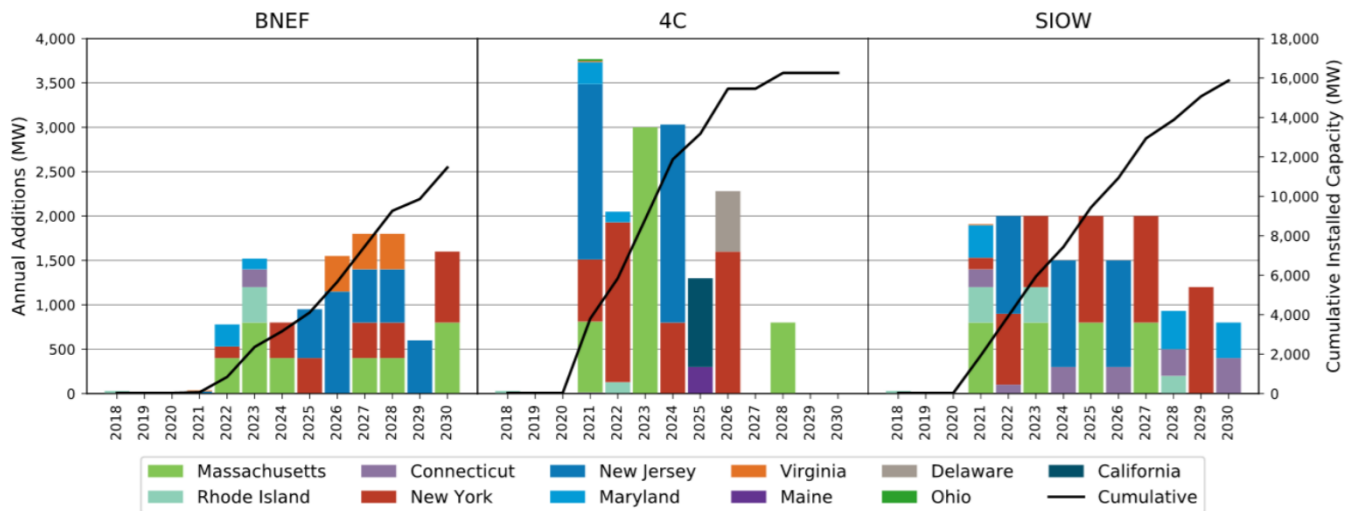 BNEF 4C SIOW
Annual Additions (MW)
4,000
3,500
3,000
2,500
2,000
1,500
1,000
500
0
18,000
16,000
14,000
12,000
10,000
8,000
6,000
4,000
2,000
0
Cumulative Installed Capacity (MW)
2018 2019 2020 2021 2022 2023 2024 2025 2026 2027 2028 2029 2030
2018 2019 2020 2021 2022 2023 2024 2025 2026 2027 2028 2029 2030
2018 2019 2020 2021 2022 2023 2024 2025 2026 2027 2028 2029 2030
Massachusetts Connecticut New Jersey Virginia Delaware California
Rhode Island New York Maryland Maine Ohio Cumulative